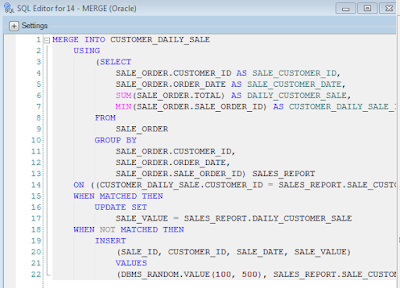 SQL Editor for 14 - MERGE (Oracle)
Settings
1 MERGE INTO CUSTOMER_DAILY_SALE
2 USING
3 (SELECT
4 SALE_ORDER.CUSTOMER_ID AS SALE_CUSTOMER_ID,
5 SALE_ORDER.ORDER_DATE AS SALE_CUSTOMER_DATE,
6 SUM(SALE_ORDER.TOTAL) AS DAILY_CUSTOMER_SALE,
7 MIN(SALE_ORDER.SALE_ORDER_ID) AS CUSTOMER_DAILY_SALE_
8 FROM
9 SALE_ORDER
10 GROUP BY
11 SALE_ORDER.CUSTOMER_ID,
12 SALE_ORDER.ORDER_DATE,
13 SALE_ORDER.SALE_ORDER_ID) SALES_REPORT
14 ON ((CUSTOMER_DAILY_SALE.CUSTOMER_ID = SALES_REPORT.SALE_CUSTOM
15 WHEN MATCHED THEN
16 UPDATE SET
17 SALE_VALUE = SALES_REPORT.DAILY_CUSTOMER_SALE
18 WHEN NOT MATCHED THEN
19 INSERT
20 (SALE_ID, CUSTOMER_ID, SALE_DATE, SALE_VALUE)
21 VALUES
22 (DBMS_RANDOM.VALUE(100, 500), SALES_REPORT.SALE_CUSTOM